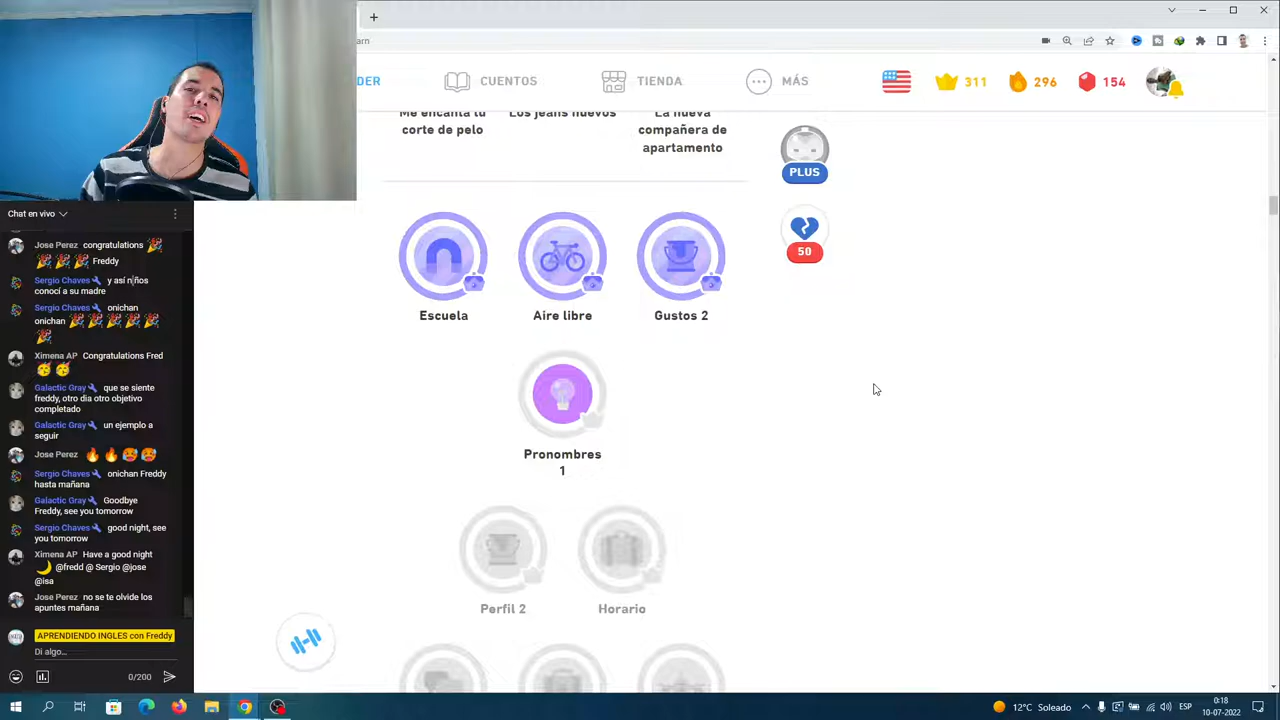 arn
DER
CUENTOS
TIENDA
MÁS
311
296
154
Me encanta tu
corte de pelo
Los jeans nuevos
La nueva
compañera de
apartamento
PLUS
50
Escuela
Aire libre
Gustos 2
Pronombres
1
Perfil 2
Horario
Chat en vivo
Jose Perez congratulations 🎉
🎉 🎉 🎉 Freddy
Sergio Chaves y así niños
conocí a su madre
Sergio Chaves onichan
onichan 🎉 🎉 🎉 🎉 🎉
🎉
Ximena AP Congratulations Fred
🥳 🥳
Galactic Gray que se siente
freddy, otro dia otro objetivo
completado
Galactic Gray un ejemplo a
seguir
Jose Perez 🔥 🔥 🥵 🥵
Sergio Chaves onichan Freddy
hasta mañana
Galactic Gray Goodbye
Freddy, see you tomorrow
Sergio Chaves good night, see
you tomorrow
Ximena AP Have a good night
🌙 @fredd @ Sergio @jose
@isa
Jose Perez no se te olvide los
apuntes mañana
APRENDIENDO INGLES con Freddy
Di algo...
0/200
12°C Soleado
ESP
0:18
10-07-2022